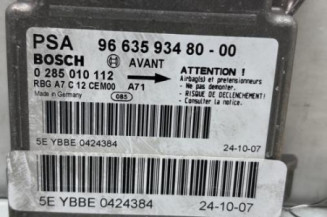 PSA 96 635 934 80 - 00
BOSCH AVANT
0 285 010 112
ATTENTION !
RBG A7 C 12 CEM00 A71
Airbag(s) et pretensionneurs
Made in Germany 085
- Ne pas demonter.
- RISQUE DE DECLENCHEMENT!
Consulter la notice.
5E YBBE 0424384 24-10-07
5E YBBE 0424384 24-10-07